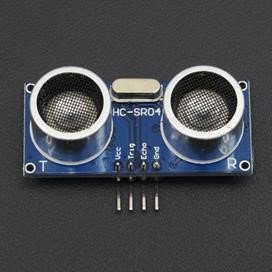 HC-SR04
T
R
Vcc
Trig
Echo
Gnd